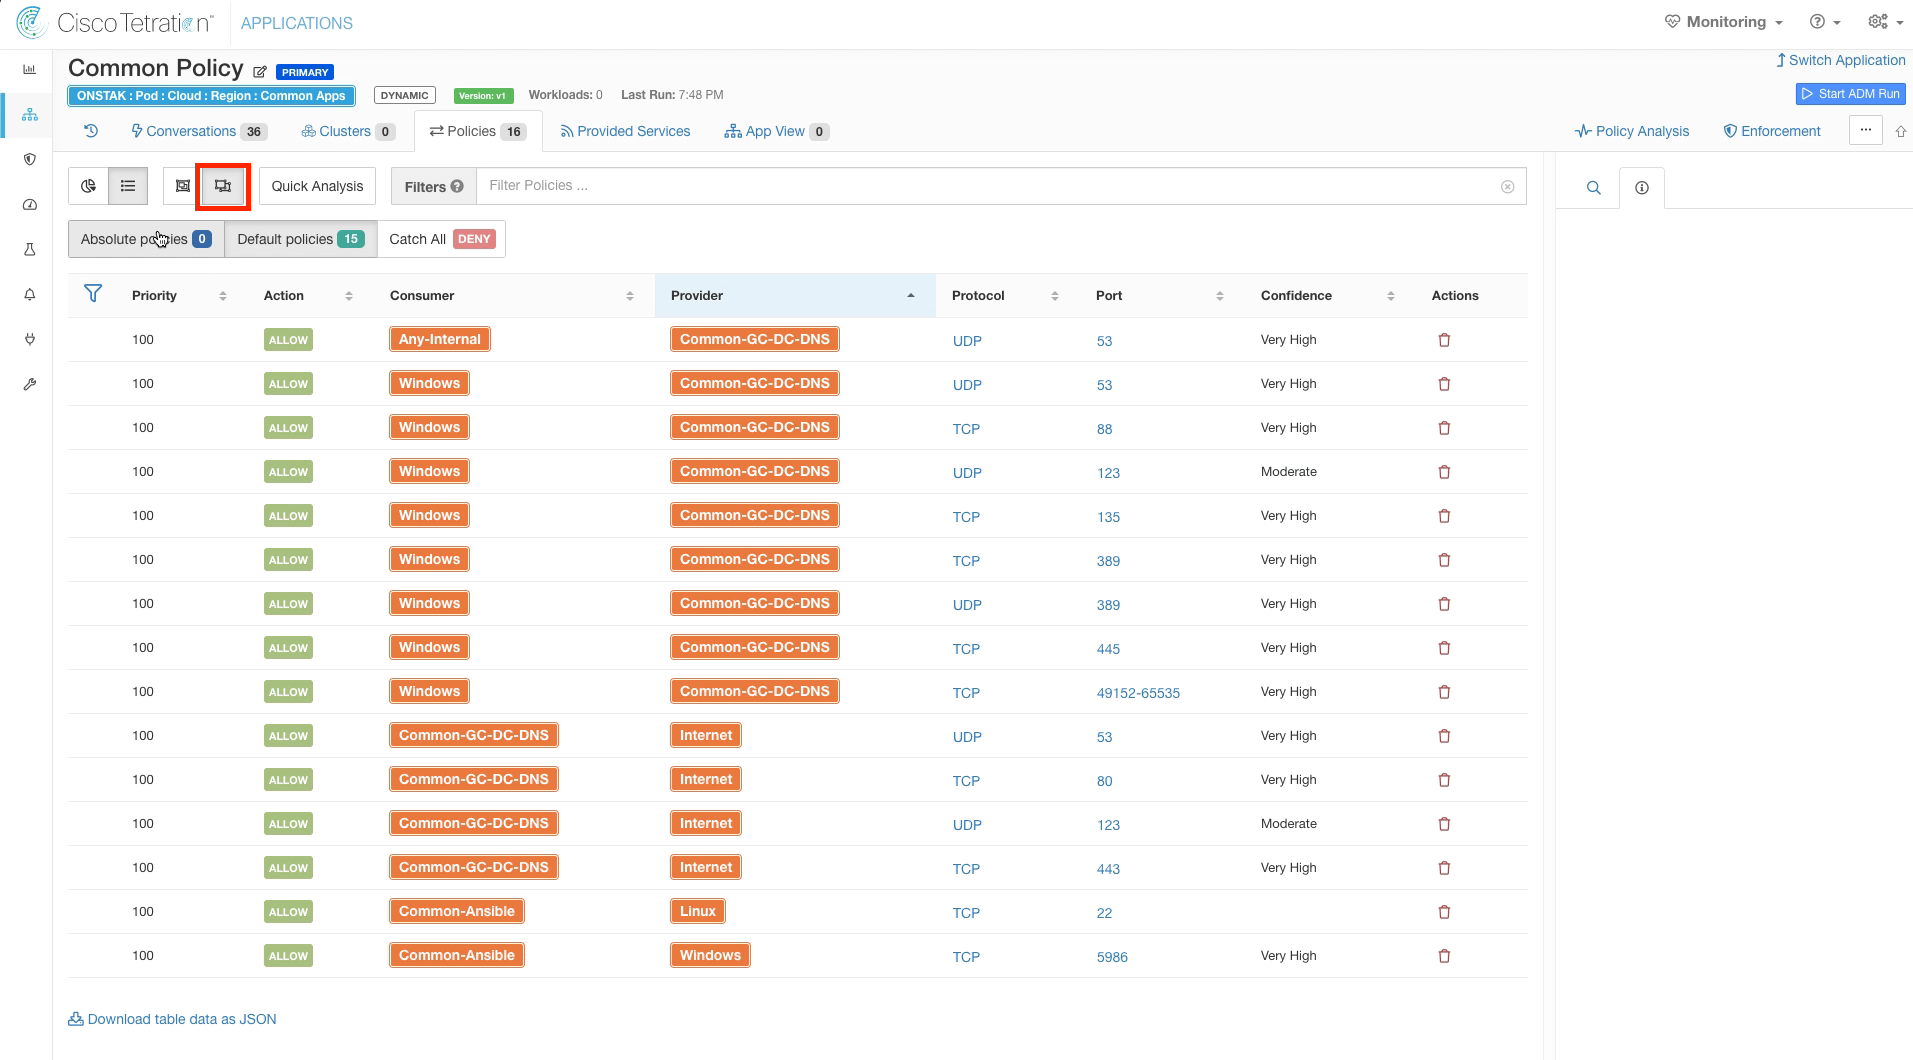 Cisco Tetration™ APPLICATIONS Monitoring
Common Policy PRIMARY Switch Application
ONSTAK : Pod : Cloud : Region : Common Apps DYNAMIC Version: v1 Workloads: 0 Last Run: 7:48 PM Start ADM Run
Conversations 36 Clusters 0 Policies 16 Provided Services App View 0 Policy Analysis Enforcement ...
Quick Analysis Filters ? Filter Policies ...
Absolute policies 0 Default policies 15 Catch All DENY
Priority Action Consumer Provider Protocol Port Confidence Actions
100 ALLOW Any-Internal Common-GC-DC-DNS UDP 53 Very High
100 ALLOW Windows Common-GC-DC-DNS UDP 53 Very High
100 ALLOW Windows Common-GC-DC-DNS TCP 88 Very High
100 ALLOW Windows Common-GC-DC-DNS UDP 123 Moderate
100 ALLOW Windows Common-GC-DC-DNS TCP 135 Very High
100 ALLOW Windows Common-GC-DC-DNS TCP 389 Very High
100 ALLOW Windows Common-GC-DC-DNS UDP 389 Very High
100 ALLOW Windows Common-GC-DC-DNS TCP 445 Very High
100 ALLOW Windows Common-GC-DC-DNS TCP 49152-65535 Very High
100 ALLOW Common-GC-DC-DNS Internet UDP 53 Very High
100 ALLOW Common-GC-DC-DNS Internet TCP 80 Very High
100 ALLOW Common-GC-DC-DNS Internet UDP 123 Moderate
100 ALLOW Common-GC-DC-DNS Internet TCP 443 Very High
100 ALLOW Common-Ansible Linux TCP 22
100 ALLOW Common-Ansible Windows TCP 5986 Very High
Download table data as JSON